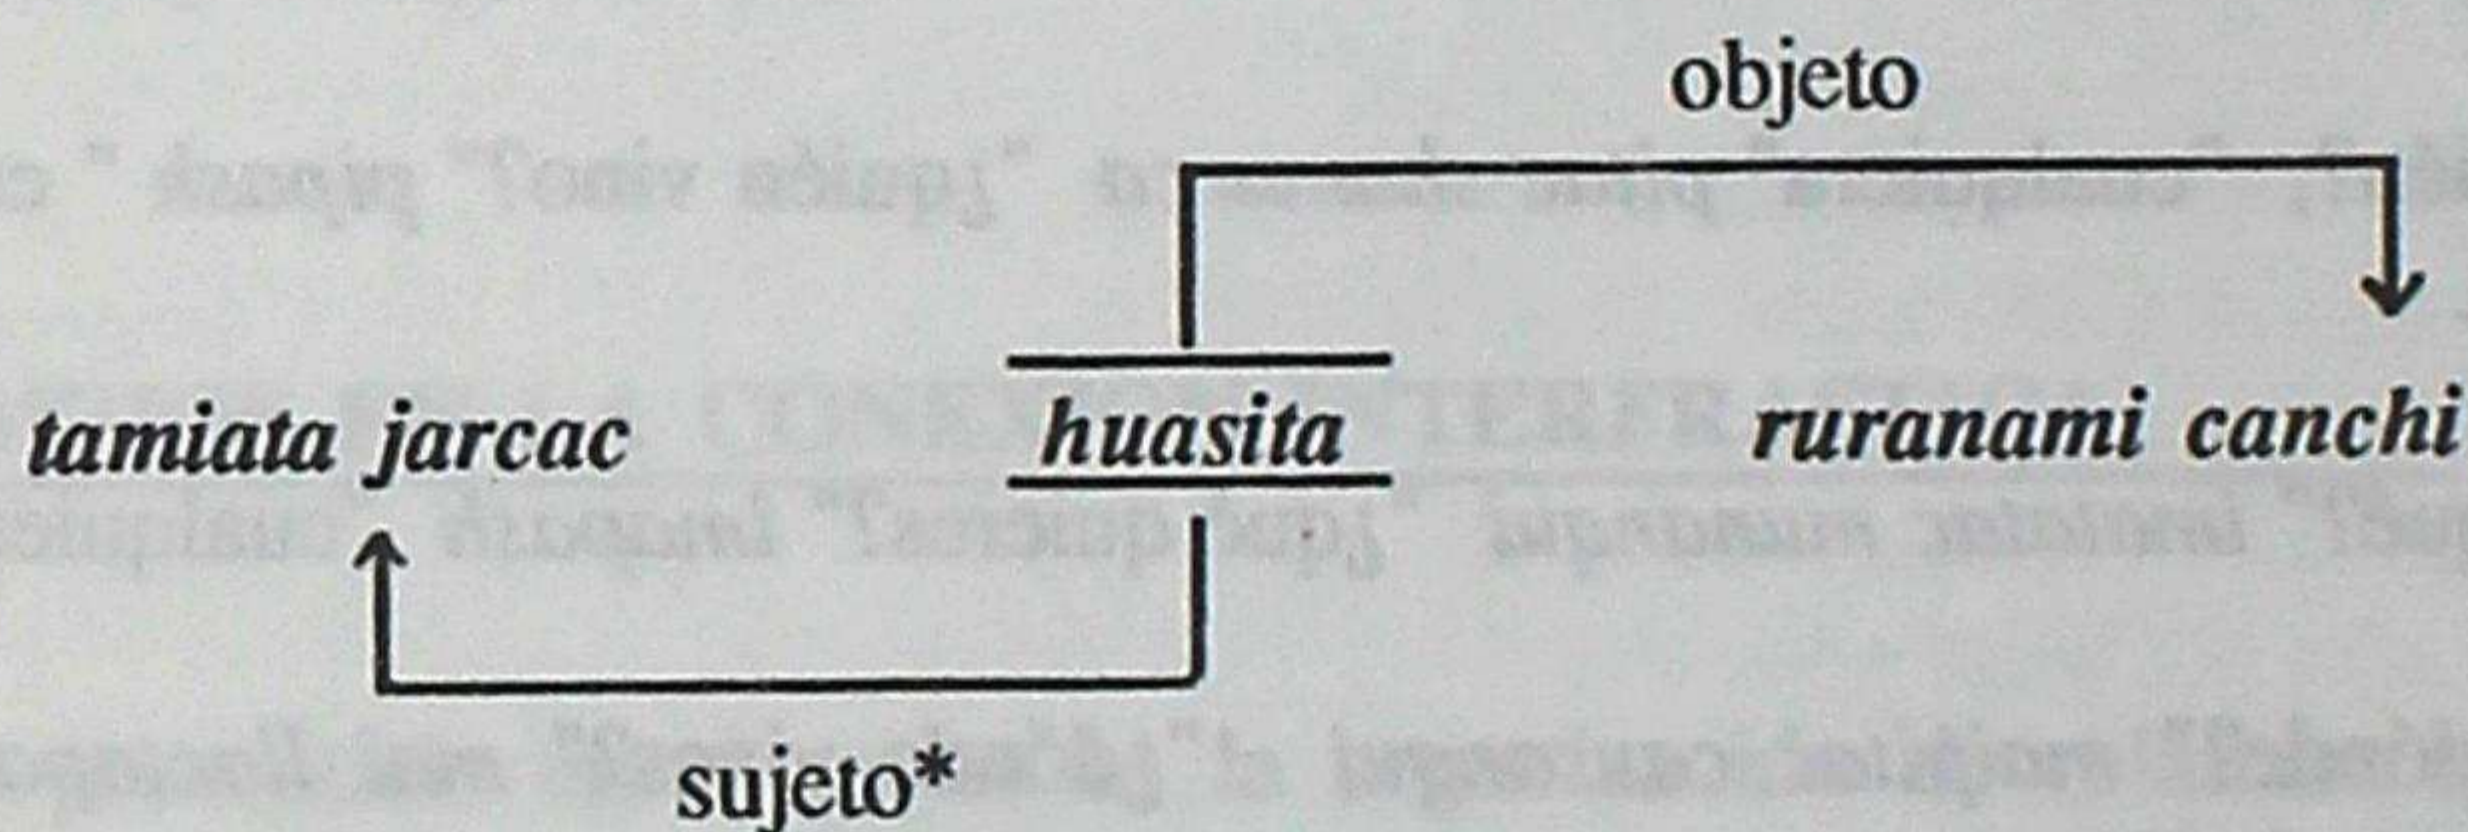 objeto
tamiata jarcac huasita ruranami canchi
sujeto*